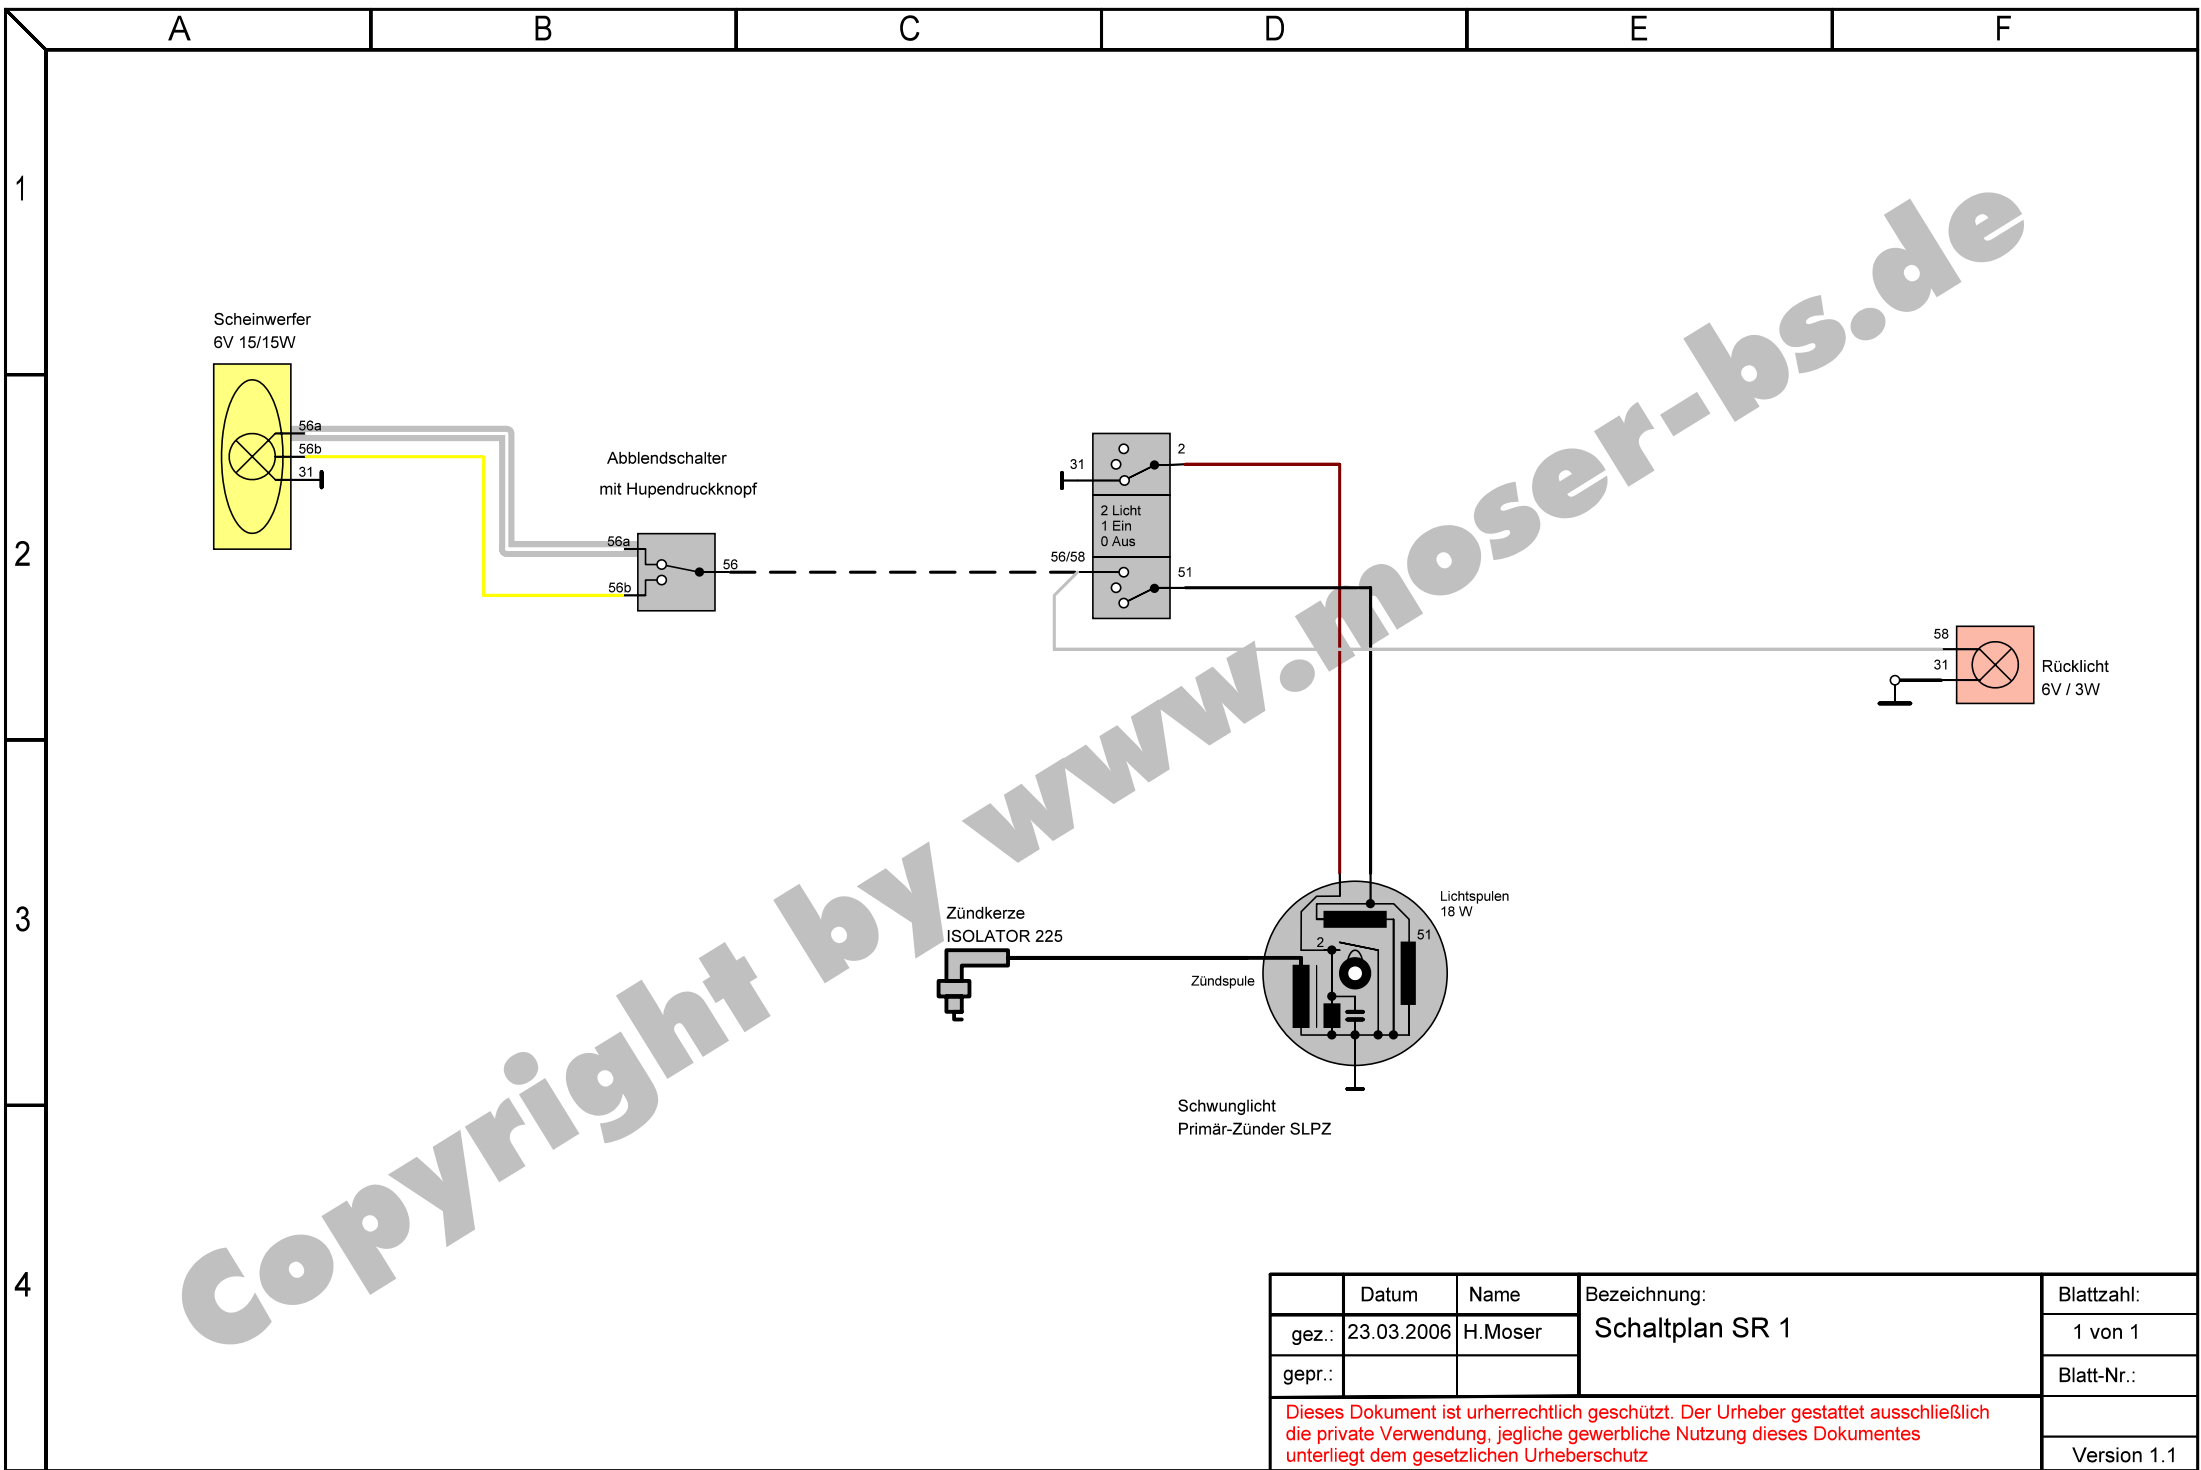 A B C D E F
1
2
3
4
Scheinwerfer
6V 15/15W
56a
56b
31
Abblendschalter
mit Hupendruckknopf
56a
56b
56
31
2
2 Licht
1 Ein
0 Aus
56/58
51
58
31
Rücklicht
6V / 3W
Zündkerze
ISOLATOR 225
Zündspule
Lichtspulen
18 W
2
51
Schwunglicht
Primär-Zünder SLPZ
Copyright by www.moser-bs.de
Datum Name Bezeichnung: Blattzahl:
gez.: 23.03.2006 H.Moser Schaltplan SR 1 1 von 1
gepr.: Blatt-Nr.:
Dieses Dokument ist urherrechtlich geschützt. Der Urheber gestattet ausschließlich
die private Verwendung, jegliche gewerbliche Nutzung dieses Dokumentes
unterliegt dem gesetzlichen Urheberschutz
Version 1.1